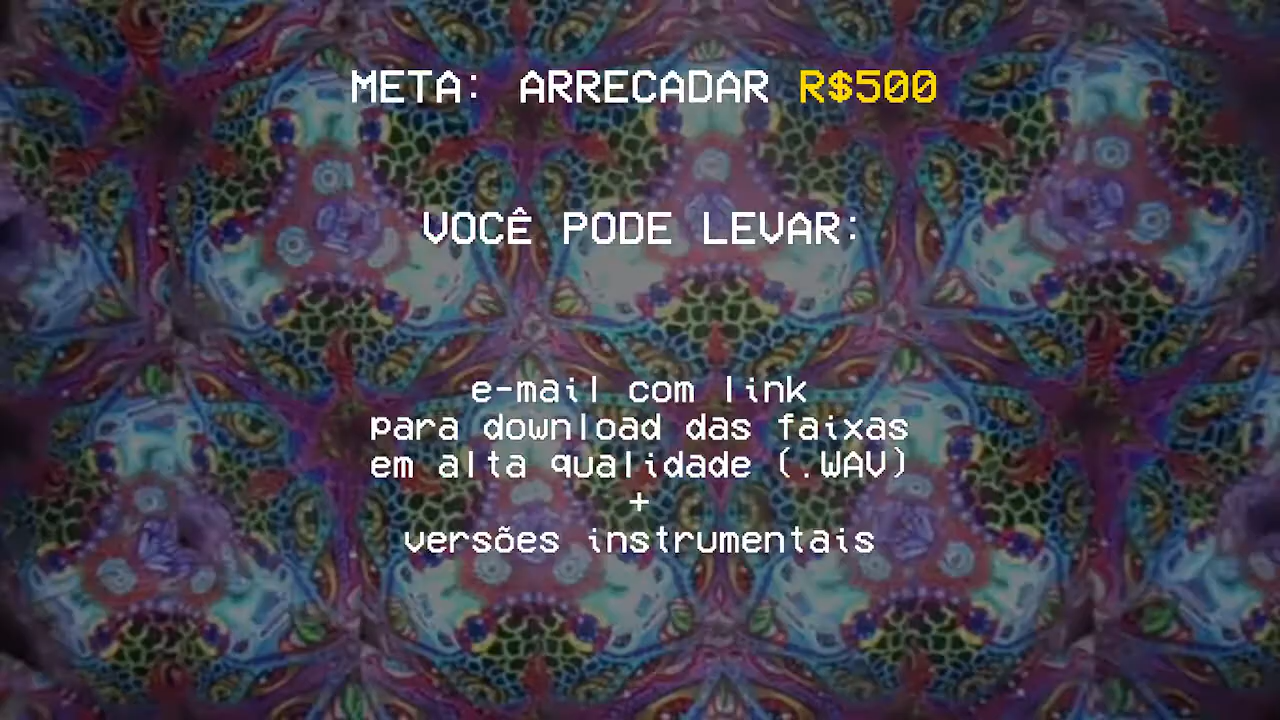 META: ARRECADAR R$500
VOCÊ PODE LEVAR:
e-mail com link
para download das faixas
em alta qualidade (.WAV)
+
versões instrumentais